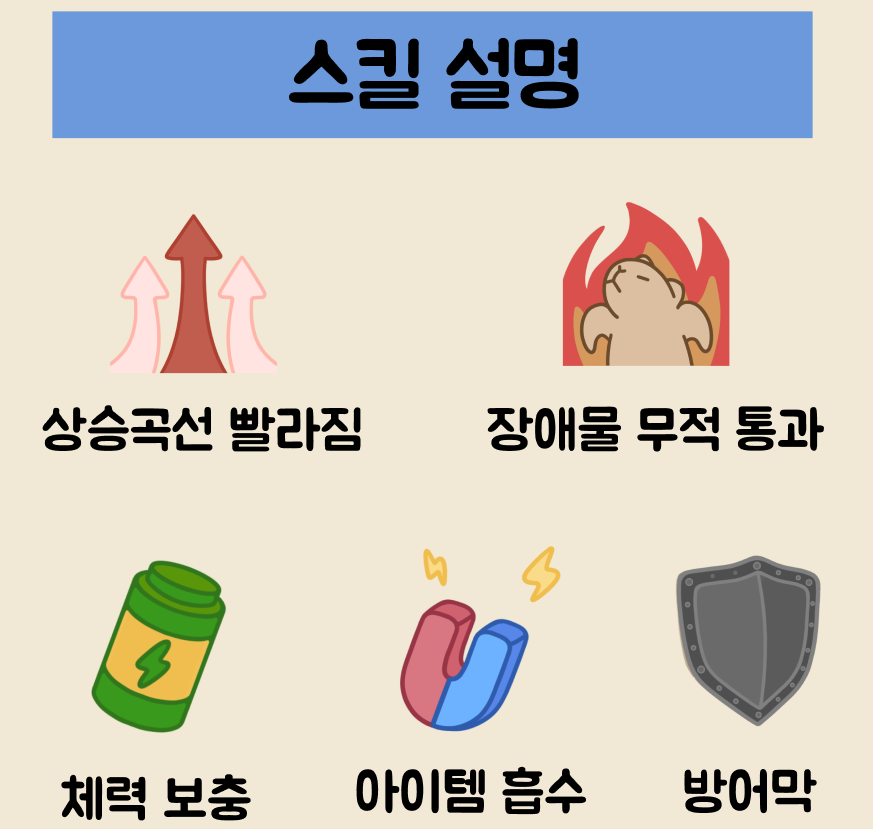 스킬 설명
상승곡선 빨라짐
장애물 무적 통과
체력 보충
아이템 흡수
방어막